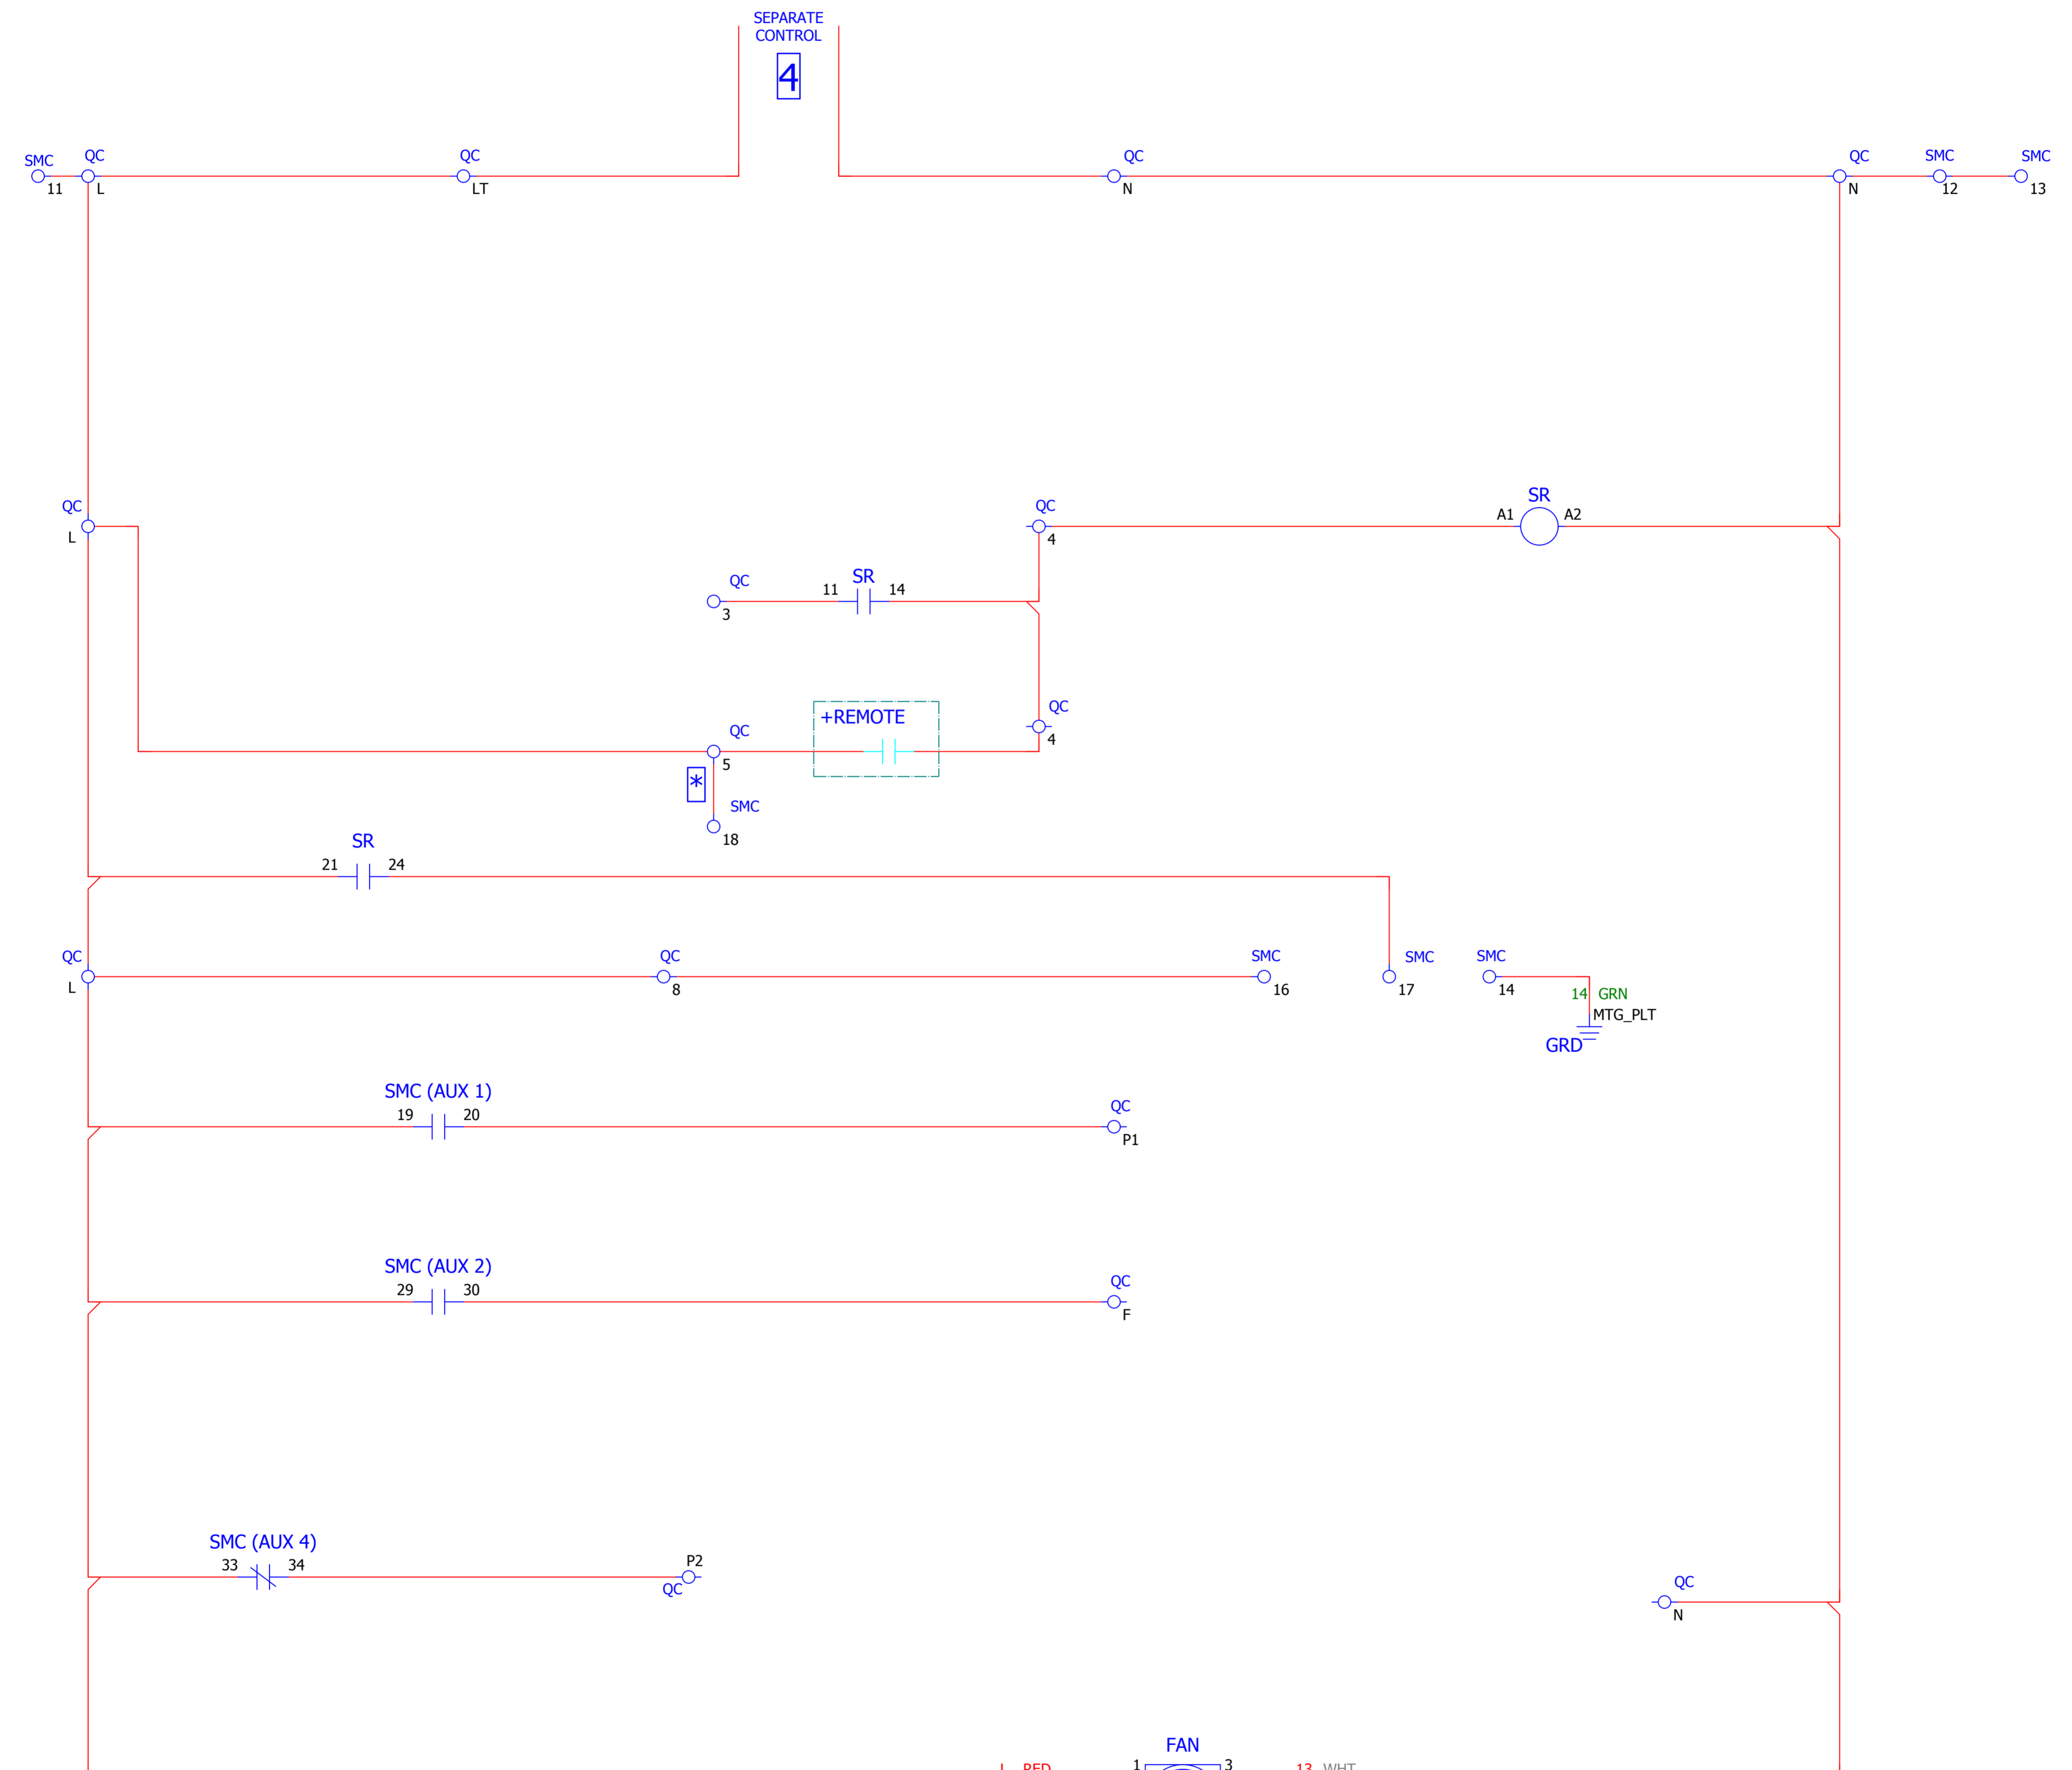 SEPARATE
CONTROL
4
SMC
11
QC
L
QC
LT
QC
N
QC
N
SMC
12
SMC
13
QC
L
QC
4
SR
A1
A2
QC
3
SR
11
14
+REMOTE
QC
4
QC
5
*
SMC
18
SR
21
24
QC
L
QC
8
SMC
16
SMC
17
SMC
14
14 GRN
MTG_PLT
GRD
SMC (AUX 1)
19
20
QC
P1
SMC (AUX 2)
29
30
QC
F
SMC (AUX 4)
33
34
P2
QC
QC
N
FAN
1
3
L RED
13 WHT